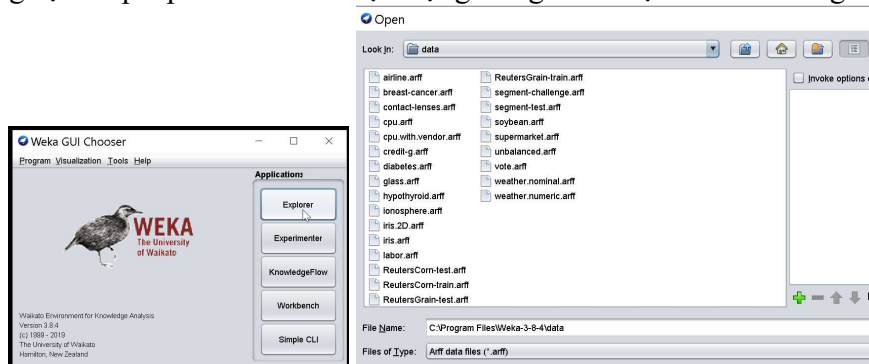 Open
Look In: data
Invoke options
airline.arff
breast-cancer.arff
contact-lenses.arff
cpu.arff
cpu.with.vendor.arff
credit-g.arff
diabetes.arff
glass.arff
hypothyroid.arff
ionosphere.arff
iris.2D.arff
iris.arff
labor.arff
ReutersCorn-test.arff
ReutersCorn-train.arff
ReutersGrain-test.arff
ReutersGrain-train.arff
segment-challenge.arff
segment-test.arff
soybean.arff
supermarket.arff
unbalanced.arff
vote.arff
weather.nominal.arff
weather.numeric.arff
File Name: C:\Program Files\Weka-3-8-4\data
Files of Type: Arff data files (*.arff)
Weka GUI Chooser
Program Visualization Tools Help
Applications
Explorer
Experimenter
KnowledgeFlow
Workbench
Simple CLI
WEKA
The University
of Waikato
Waikato Environment for Knowledge Analysis
Version 3.8.4
(c) 1999 - 2019
The University of Waikato
Hamilton, New Zealand